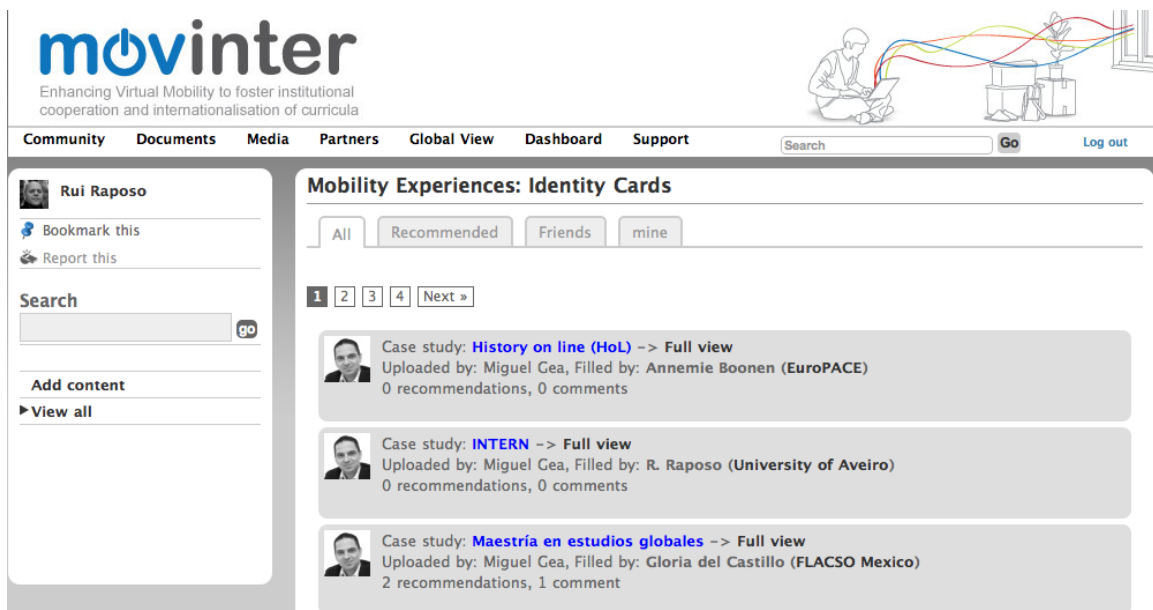 movinter
Enhancing Virtual Mobility to foster institutional
cooperation and internationalisation of curricula
Community Documents Media Partners Global View Dashboard Support Search Go Log out
Rui Raposo
Bookmark this
Report this
Search
go
Add content
View all
Mobility Experiences: Identity Cards
All Recommended Friends mine
1 2 3 4 Next »
Case study: History on line (HoL) -> Full view
Uploaded by: Miguel Gea, Filled by: Annemie Boonen (EuroPACE)
0 recommendations, 0 comments
Case study: INTERN -> Full view
Uploaded by: Miguel Gea, Filled by: R. Raposo (University of Aveiro)
0 recommendations, 0 comments
Case study: Maestría en estudios globales -> Full view
Uploaded by: Miguel Gea, Filled by: Gloria del Castillo (FLACSO Mexico)
2 recommendations, 1 comment